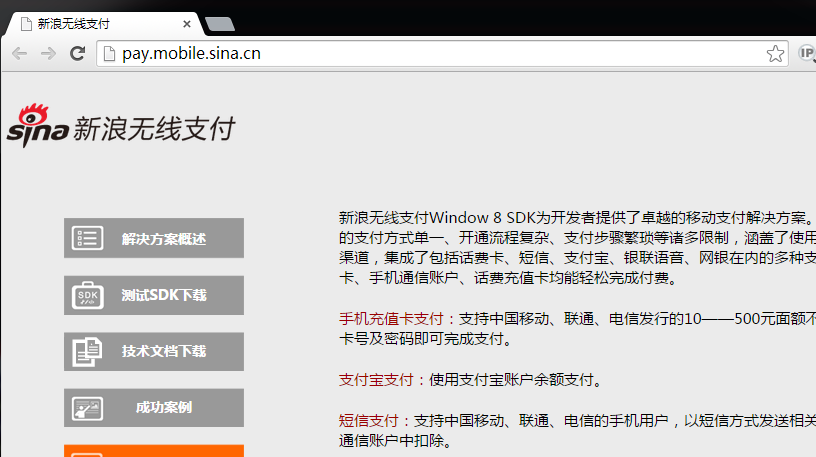 新浪无线支付
pay.mobile.sina.cn
IP
sina 新浪无线支付
解决方案概述
SDK
测试SDK下载
技术文档下载
成功案例
新浪无线支付Window 8 SDK为开发者提供了卓越的移动支付解决方案。
的支付方式单一、开通流程复杂、支付步骤繁琐等诸多限制，涵盖了使用
渠道，集成了包括话费卡、短信、支付宝、银联语音、网银在内的多种支
卡、手机通信账户、话费充值卡均能轻松完成付费。
手机充值卡支付：支持中国移动、联通、电信发行的10——500元面额不
卡号及密码即可完成支付。
支付宝支付：使用支付宝账户余额支付。
短信支付：支持中国移动、联通、电信的手机用户，以短信方式发送相关
通信账户中扣除。